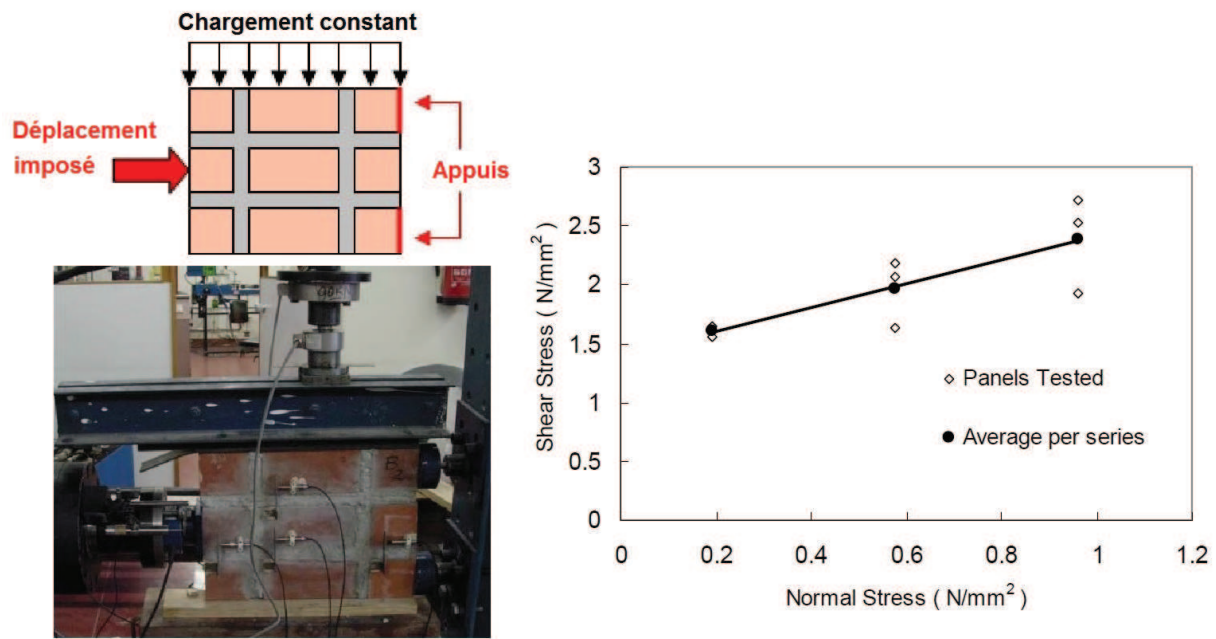 Chargement constant
Déplacement
imposé
Appuis
B2
3
2.5
2
1.5
1
0.5
0
0 0.2 0.4 0.6 0.8 1 1.2
Shear Stress ( N/mm²)
Normal Stress ( N/mm²)
Panels Tested
Average per series